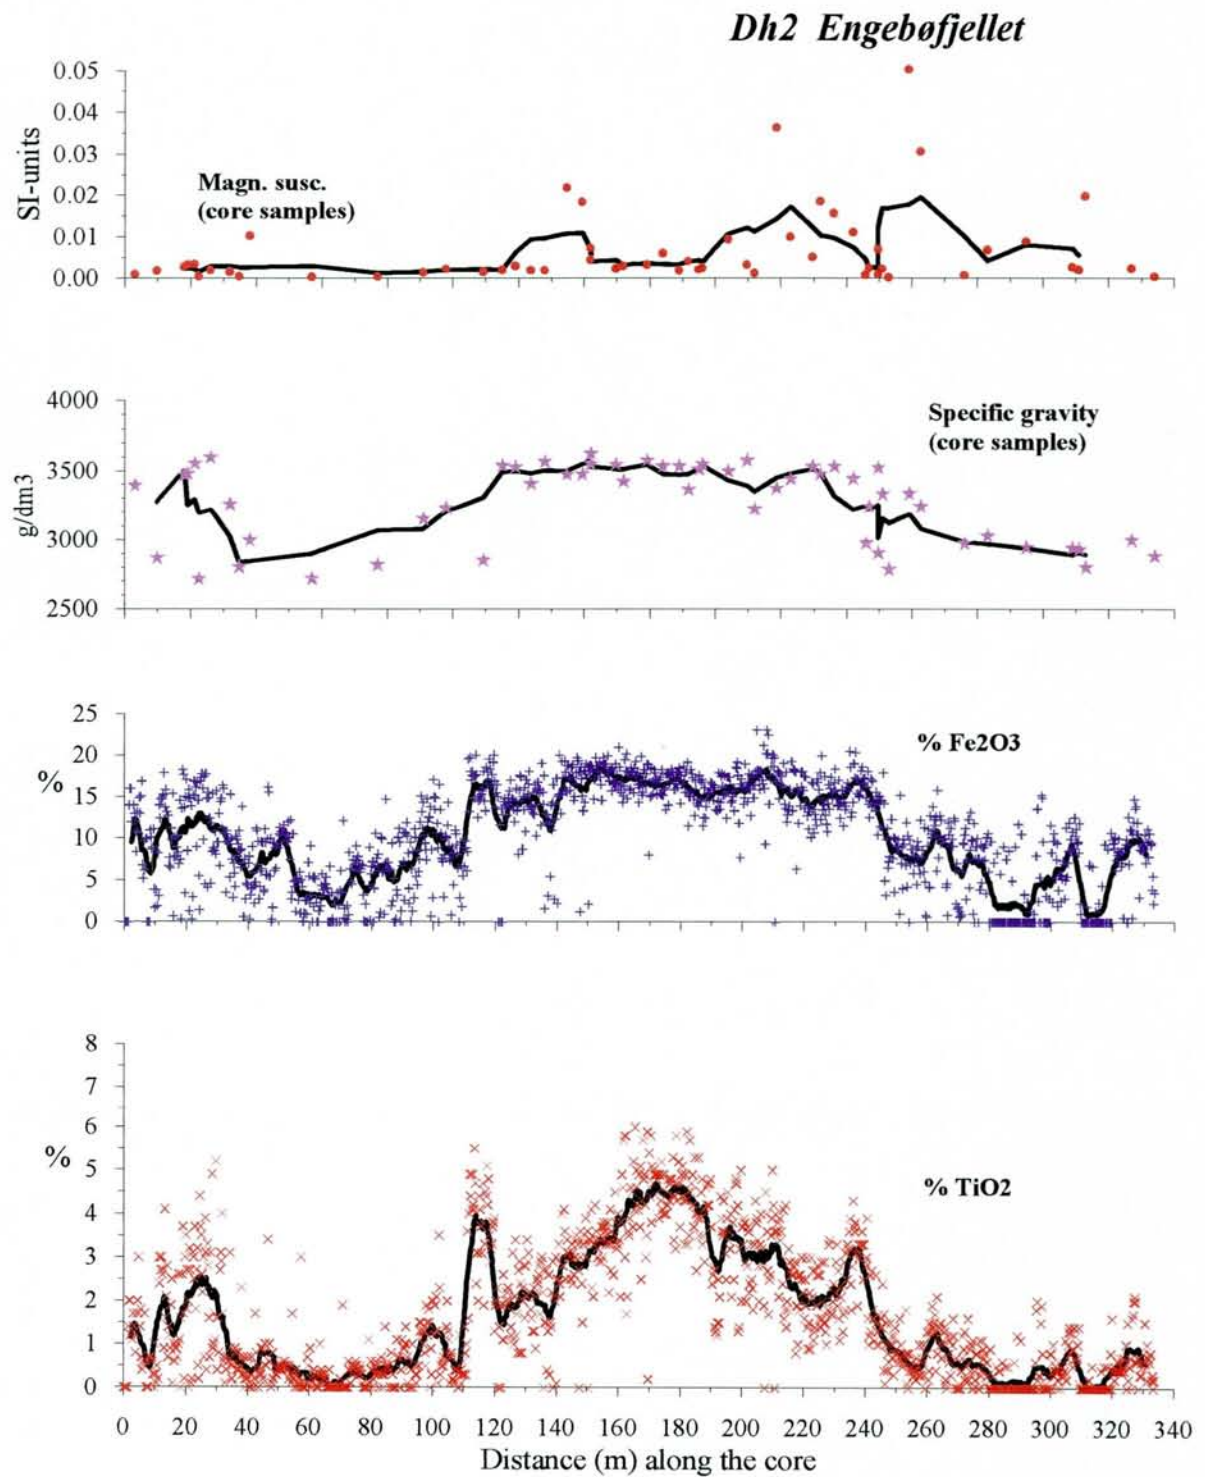 Dh2 Engebøfjellet
0.05
0.04
0.03
0.02
0.01
0.00
SI-units
Magn. susc.
(core samples)
4000
3500
3000
2500
g/dm3
Specific gravity
(core samples)
25
20
15
10
5
0
%
% Fe2O3
8
7
6
5
4
3
2
1
0
%
% TiO2
0 20 40 60 80 100 120 140 160 180 200 220 240 260 280 300 320 340
Distance (m) along the core